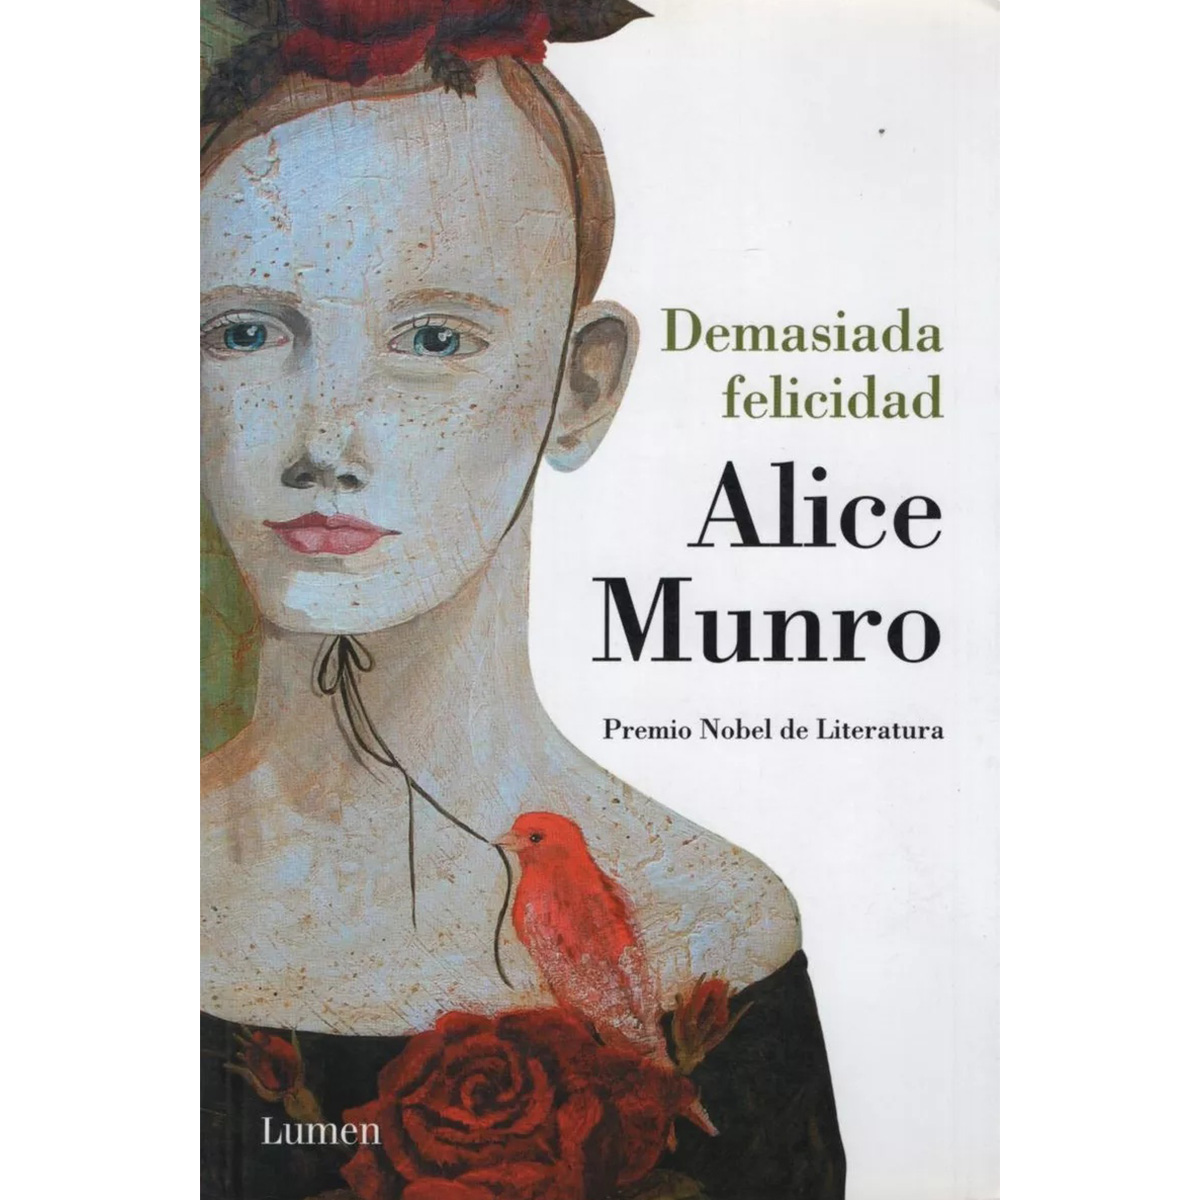 Demasiada
felicidad
Alice
Munro
Premio Nobel de Literatura
Lumen